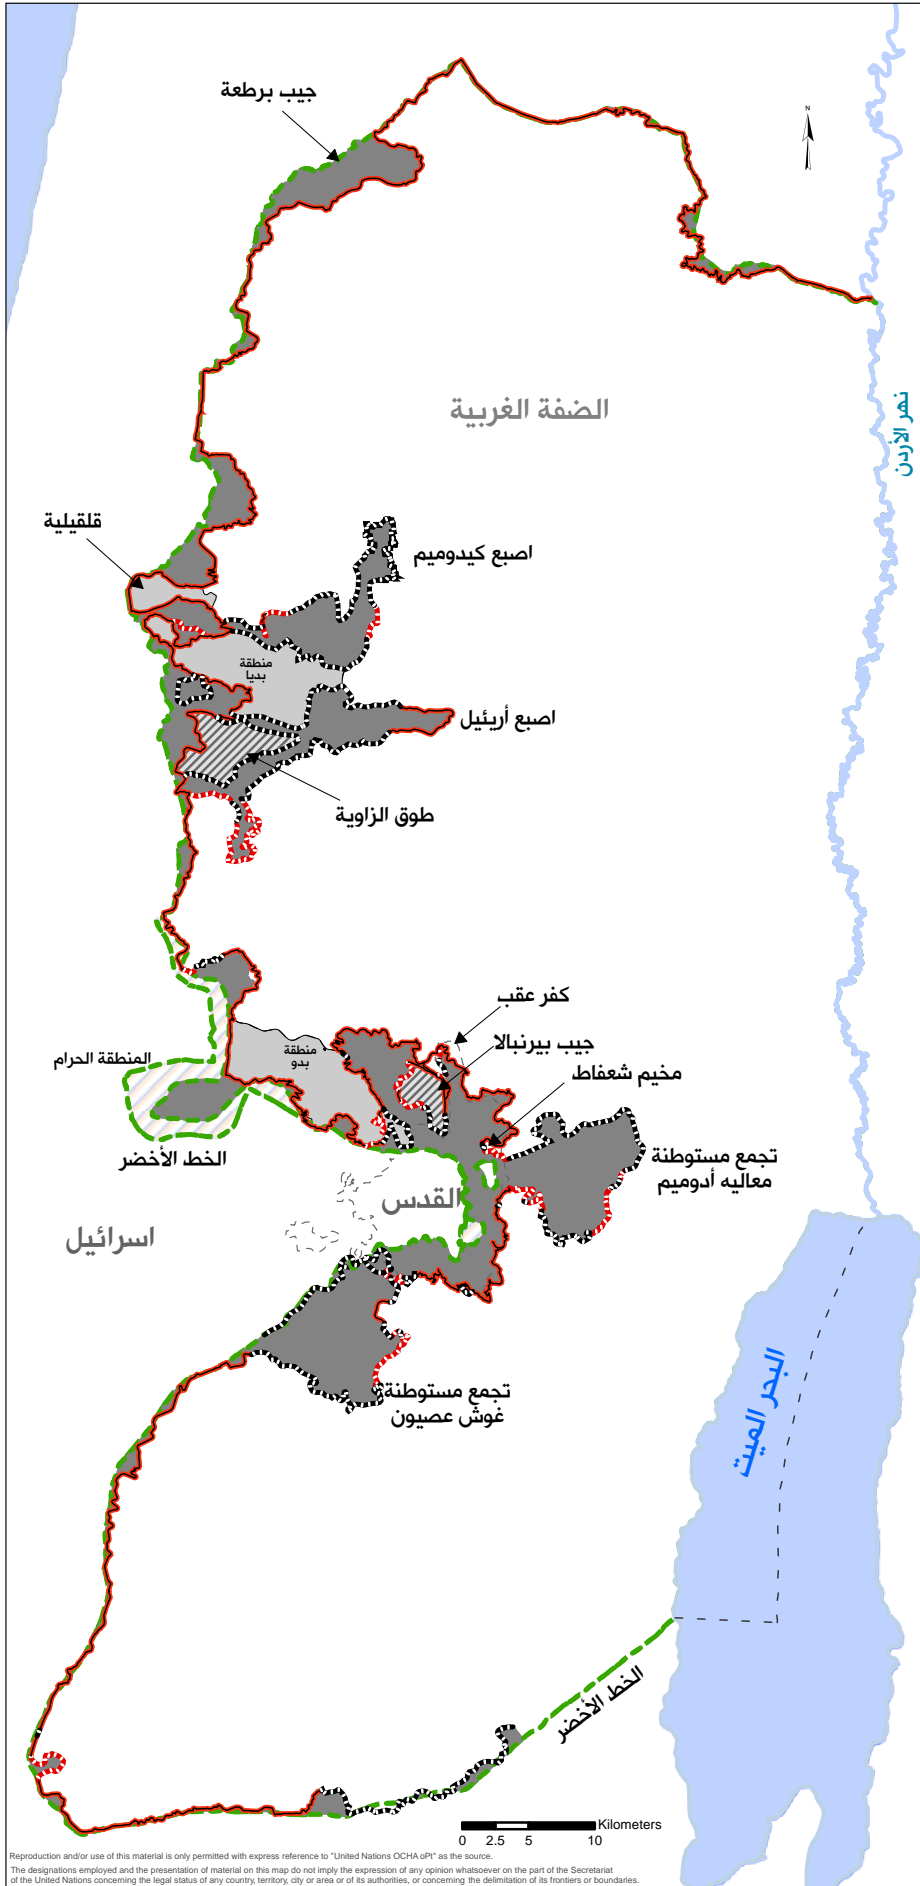 جيب برطعة
N
الضفة الغربية
نهر الأردن
قلقيلية
اصبع كيدوميم
منطقة
بديا
اصبع أريئيل
طوق الزاوية
كفر عقب
جيب بيرنبالا
منطقة
بدو
مخيم شعفاط
المنطقة الحرام
الخط الأخضر
تجمع مستوطنة
معاليه أدوميم
القدس
اسرائيل
البحر الميت
تجمع مستوطنة
غوش عصيون
الخط الأخضر
Kilometers
0 2.5 5 10
Reproduction and/or use of this material is only permitted with express reference to "United Nations OCHA oPt" as the source.
The designations employed and the presentation of material on this map do not imply the expression of any opinion whatsoever on the part of the Secretariat
of the United Nations concerning the legal status of any country, territory, city or area or of its authorities, or concerning the delimitation of its frontiers or boundaries.